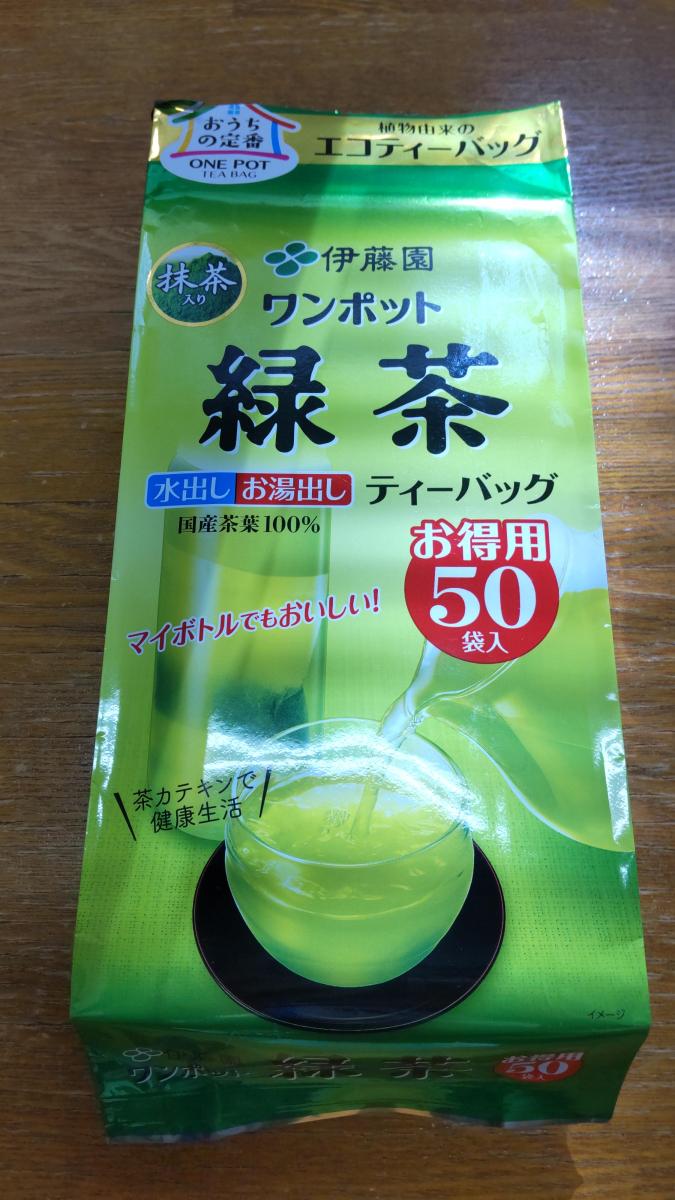 おうち
の定番
ONE POT
TEA BAG
植物由来の
エコティーバッグ
抹茶
入り
伊藤園
ワンポット
緑茶
水出し お湯出し ティーバッグ
国産茶葉100%
お得用
50
袋入
マイボトルでもおいしい!
茶カテキンで
健康生活
イメージ
伊藤園
ワンポット 緑茶
お得用
50
袋入